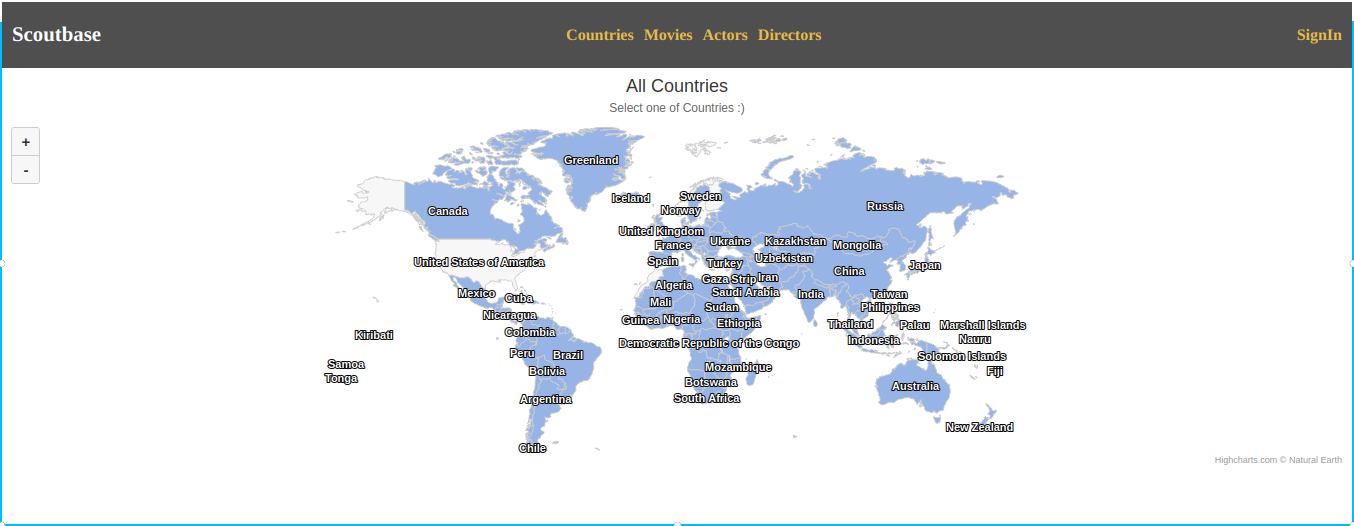 Scoutbase
Countries Movies Actors Directors
SignIn
All Countries
Select one of Countries :)
+
-
Greenland
Iceland
Sweden
Norway
Canada
Russia
United Kingdom
France
Ukraine
Kazakhstan
Mongolia
United States of America
Spain
Turkey
Uzbekistan
China
Japan
Algeria
Gaza Strip
Iran
Saudi Arabia
India
Taiwan
Mexico
Cuba
Mali
Sudan
Philippines
Nicaragua
Guinea
Nigeria
Ethiopia
Thailand
Palau
Marshall Islands
Kiribati
Colombia
Democratic Republic of the Congo
Indonesia
Nauru
Peru
Brazil
Solomon Islands
Samoa
Bolivia
Mozambique
Fiji
Tonga
Botswana
Australia
Argentina
South Africa
New Zealand
Chile
Highcharts.com © Natural Earth